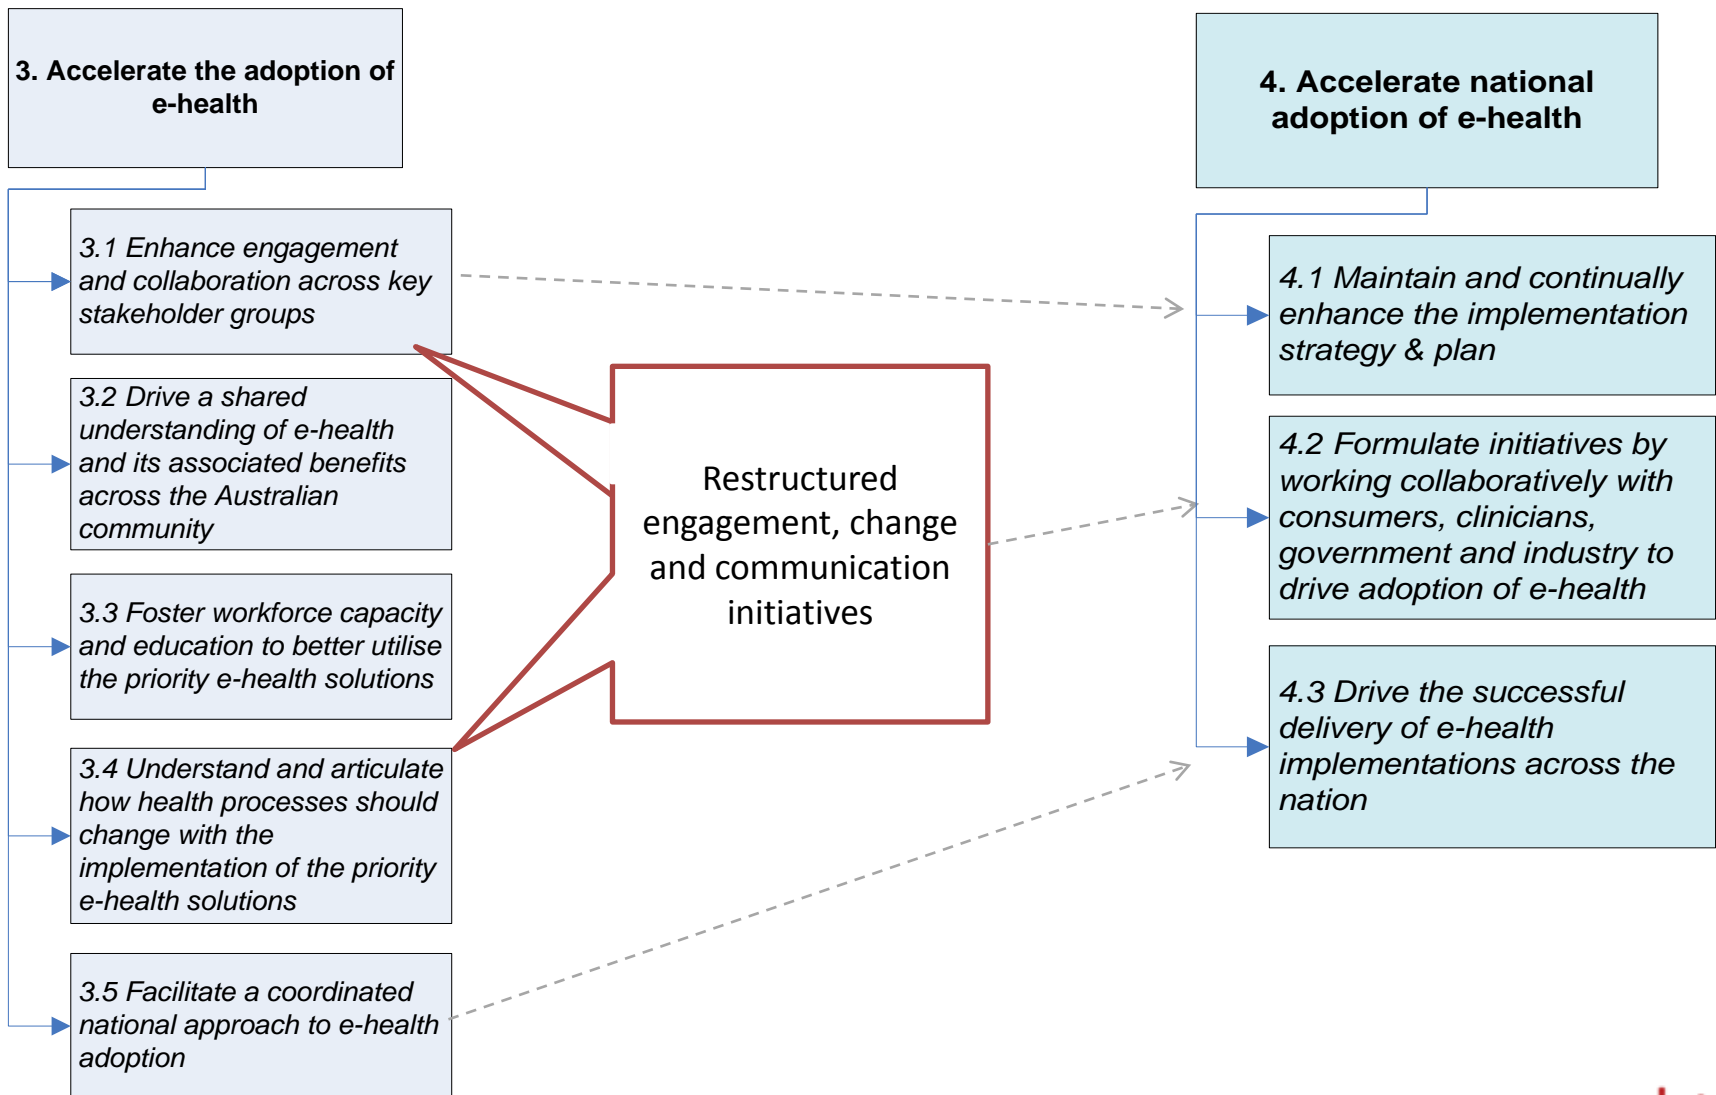 3. Accelerate the adoption of
e-health
3.1 Enhance engagement
and collaboration across key
stakeholder groups
3.2 Drive a shared
understanding of e-health
and its associated benefits
across the Australian
community
3.3 Foster workforce capacity
and education to better utilise
the priority e-health solutions
3.4 Understand and articulate
how health processes should
change with the
implementation of the priority
e-health solutions
3.5 Facilitate a coordinated
national approach to e-health
adoption
Restructured
engagement, change
and communication
initiatives
4. Accelerate national
adoption of e-health
4.1 Maintain and continually
enhance the implementation
strategy & plan
4.2 Formulate initiatives by
working collaboratively with
consumers, clinicians,
government and industry to
drive adoption of e-health
4.3 Drive the successful
delivery of e-health
implementations across the
nation